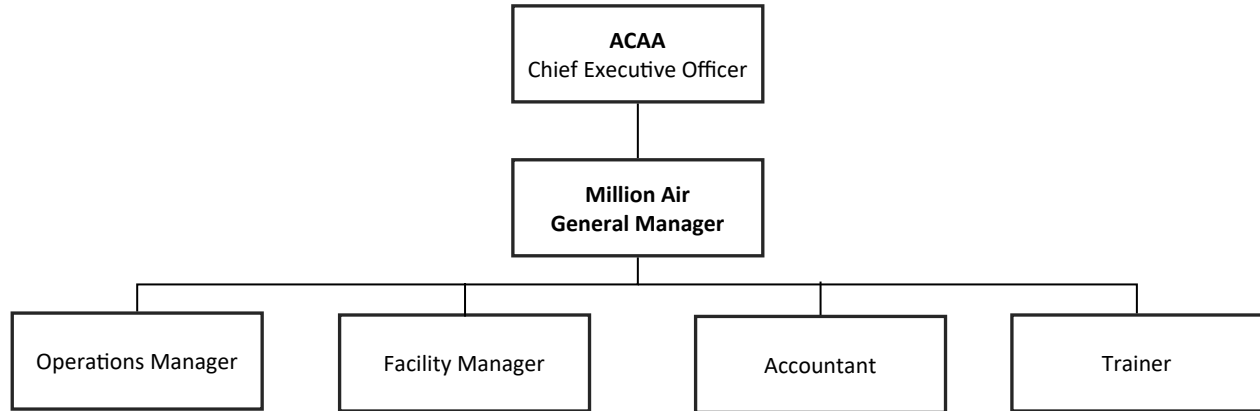 ACAA
Chief Executive Officer
Million Air
General Manager
Operations Manager
Facility Manager
Accountant
Trainer